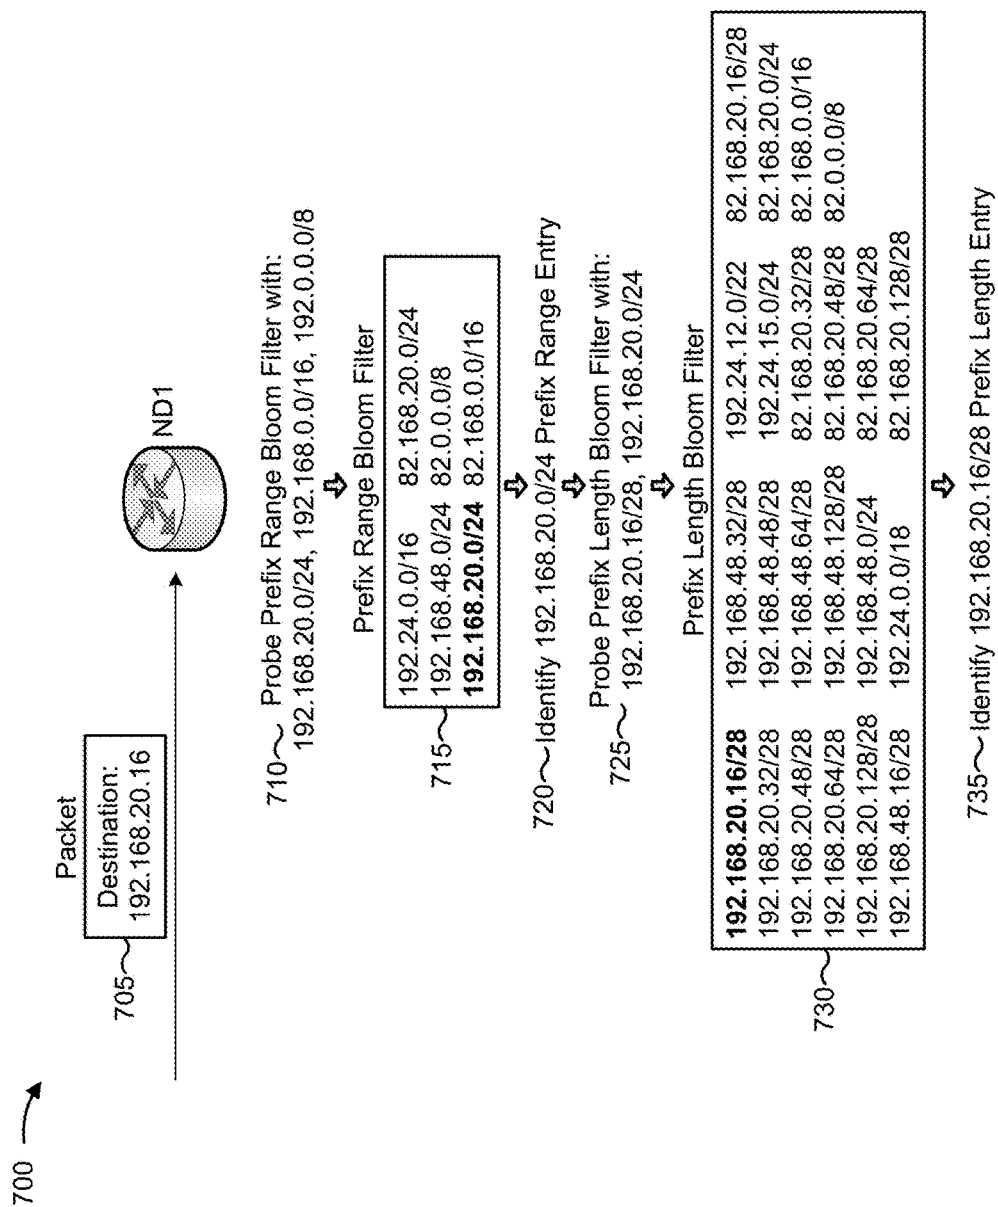 700
Packet
705
Destination:
192.168.20.16
ND1
710
Probe Prefix Range Bloom Filter with:
192.168.20.0/24, 192.168.0.0/16, 192.0.0.0/8
Prefix Range Bloom Filter
715
192.24.0.0/16 82.168.20.0/24
192.168.48.0/24 82.0.0.0/8
192.168.20.0/24 82.168.0.0/16
720 Identify 192.168.20.0/24 Prefix Range Entry
725
Probe Prefix Length Bloom Filter with:
192.168.20.16/28, 192.168.20.0/24
Prefix Length Bloom Filter
730
192.168.20.16/28 192.168.48.32/28 192.24.12.0/22 82.168.20.16/28
192.168.20.32/28 192.168.48.48/28 192.24.15.0/24 82.168.20.0/24
192.168.20.48/28 192.168.48.64/28 82.168.20.32/28 82.168.0.0/16
192.168.20.64/28 192.168.48.128/28 82.168.20.48/28 82.0.0.0/8
192.168.20.128/28 192.168.48.0/24 82.168.20.64/28
192.168.48.16/28 192.24.0.0/18 82.168.20.128/28
735 Identify 192.168.20.16/28 Prefix Length Entry